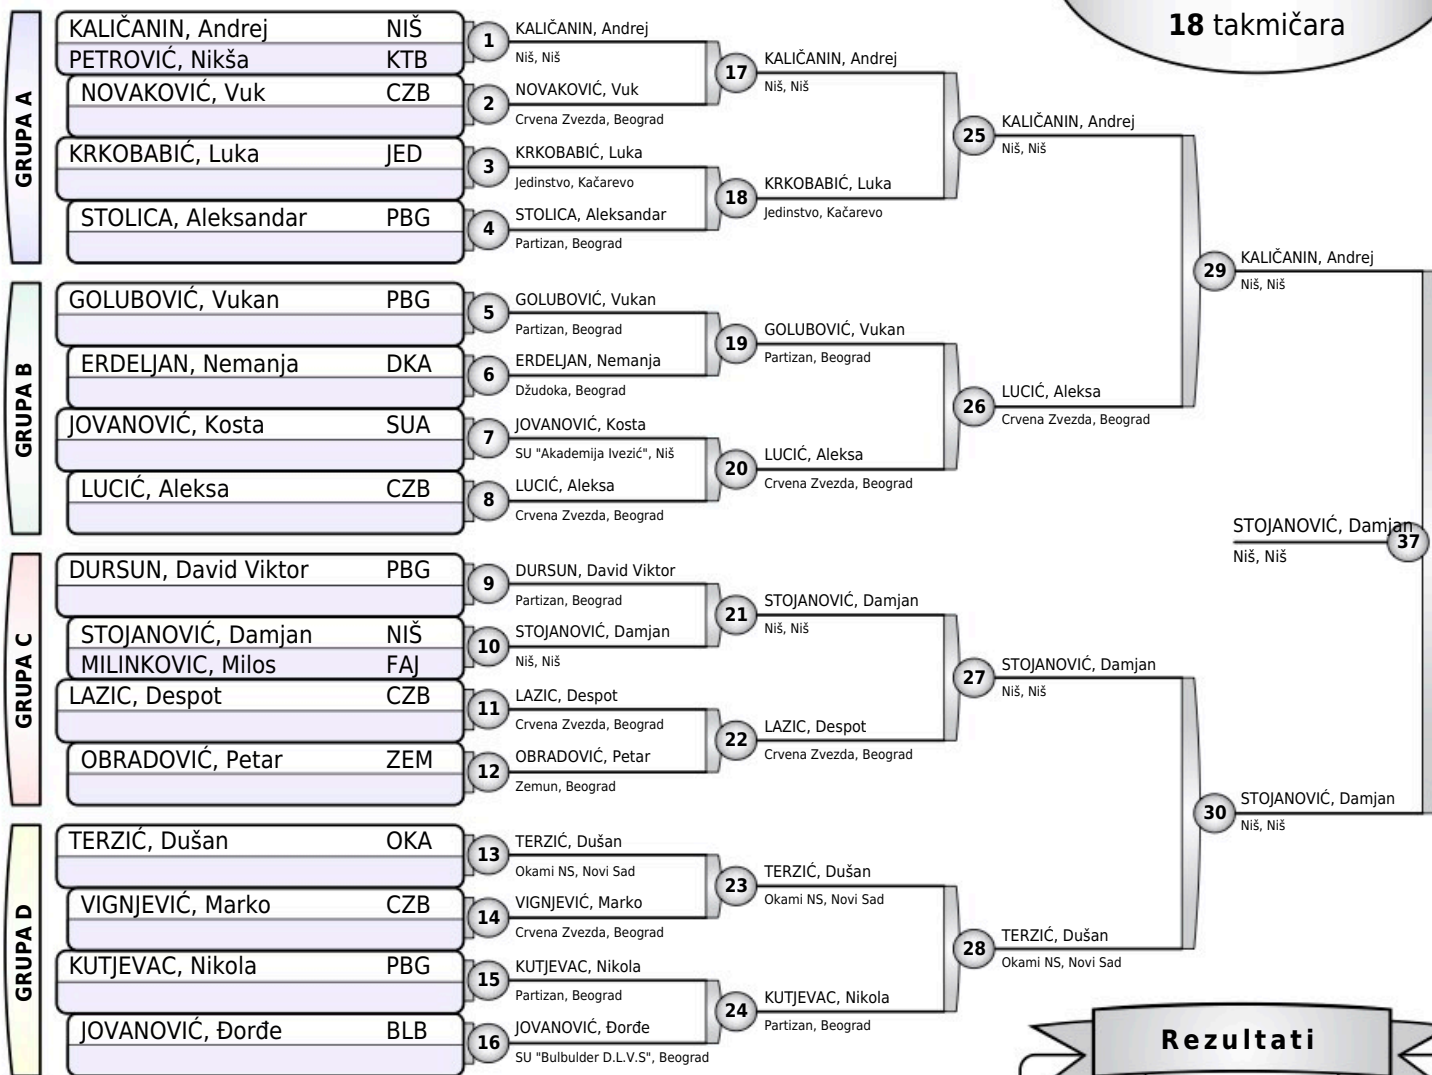 18 takmičara
GRUPA A
KALIČANIN, Andrej NIŠ
PETROVIĆ, Nikša KTB
NOVAKOVIĆ, Vuk CZB
KRKOBABIĆ, Luka JED
STOLICA, Aleksandar PBG
GRUPA B
GOLUBOVIĆ, Vukan PBG
ERDELJAN, Nemanja DKA
JOVANOVIĆ, Kosta SUA
LUCIĆ, Aleksa CZB
GRUPA C
DURSUN, David Viktor PBG
STOJANOVIĆ, Damjan NIŠ
MILINKOVIC, Milos FAJ
LAZIC, Despot CZB
OBRADOVIĆ, Petar ZEM
GRUPA D
TERZIĆ, Dušan OKA
VIGNJEVIĆ, Marko CZB
KUTJEVAC, Nikola PBG
JOVANOVIĆ, Đorđe BLB
1 KALIČANIN, Andrej
Niš, Niš
2 NOVAKOVIĆ, Vuk
Crvena Zvezda, Beograd
3 KRKOBABIĆ, Luka
Jedinstvo, Kačarevo
4 STOLICA, Aleksandar
Partizan, Beograd
5 GOLUBOVIĆ, Vukan
Partizan, Beograd
6 ERDELJAN, Nemanja
Džudoka, Beograd
7 JOVANOVIĆ, Kosta
SU "Akademija Ivezić", Niš
8 LUCIĆ, Aleksa
Crvena Zvezda, Beograd
9 DURSUN, David Viktor
Partizan, Beograd
10 STOJANOVIĆ, Damjan
Niš, Niš
11 LAZIC, Despot
Crvena Zvezda, Beograd
12 OBRADOVIĆ, Petar
Zemun, Beograd
13 TERZIĆ, Dušan
Okami NS, Novi Sad
14 VIGNJEVIĆ, Marko
Crvena Zvezda, Beograd
15 KUTJEVAC, Nikola
Partizan, Beograd
16 JOVANOVIĆ, Đorđe
SU "Bulbulder D.L.V.S", Beograd
17 KALIČANIN, Andrej
Niš, Niš
18 KRKOBABIĆ, Luka
Jedinstvo, Kačarevo
19 GOLUBOVIĆ, Vukan
Partizan, Beograd
20 LUCIĆ, Aleksa
Crvena Zvezda, Beograd
21 STOJANOVIĆ, Damjan
Niš, Niš
22 LAZIC, Despot
Crvena Zvezda, Beograd
23 TERZIĆ, Dušan
Okami NS, Novi Sad
24 KUTJEVAC, Nikola
Partizan, Beograd
25 KALIČANIN, Andrej
Niš, Niš
26 LUCIĆ, Aleksa
Crvena Zvezda, Beograd
27 STOJANOVIĆ, Damjan
Niš, Niš
28 TERZIĆ, Dušan
Okami NS, Novi Sad
29 KALIČANIN, Andrej
Niš, Niš
30 STOJANOVIĆ, Damjan
Niš, Niš
STOJANOVIĆ, Damjan 37
Niš, Niš
Rezultati